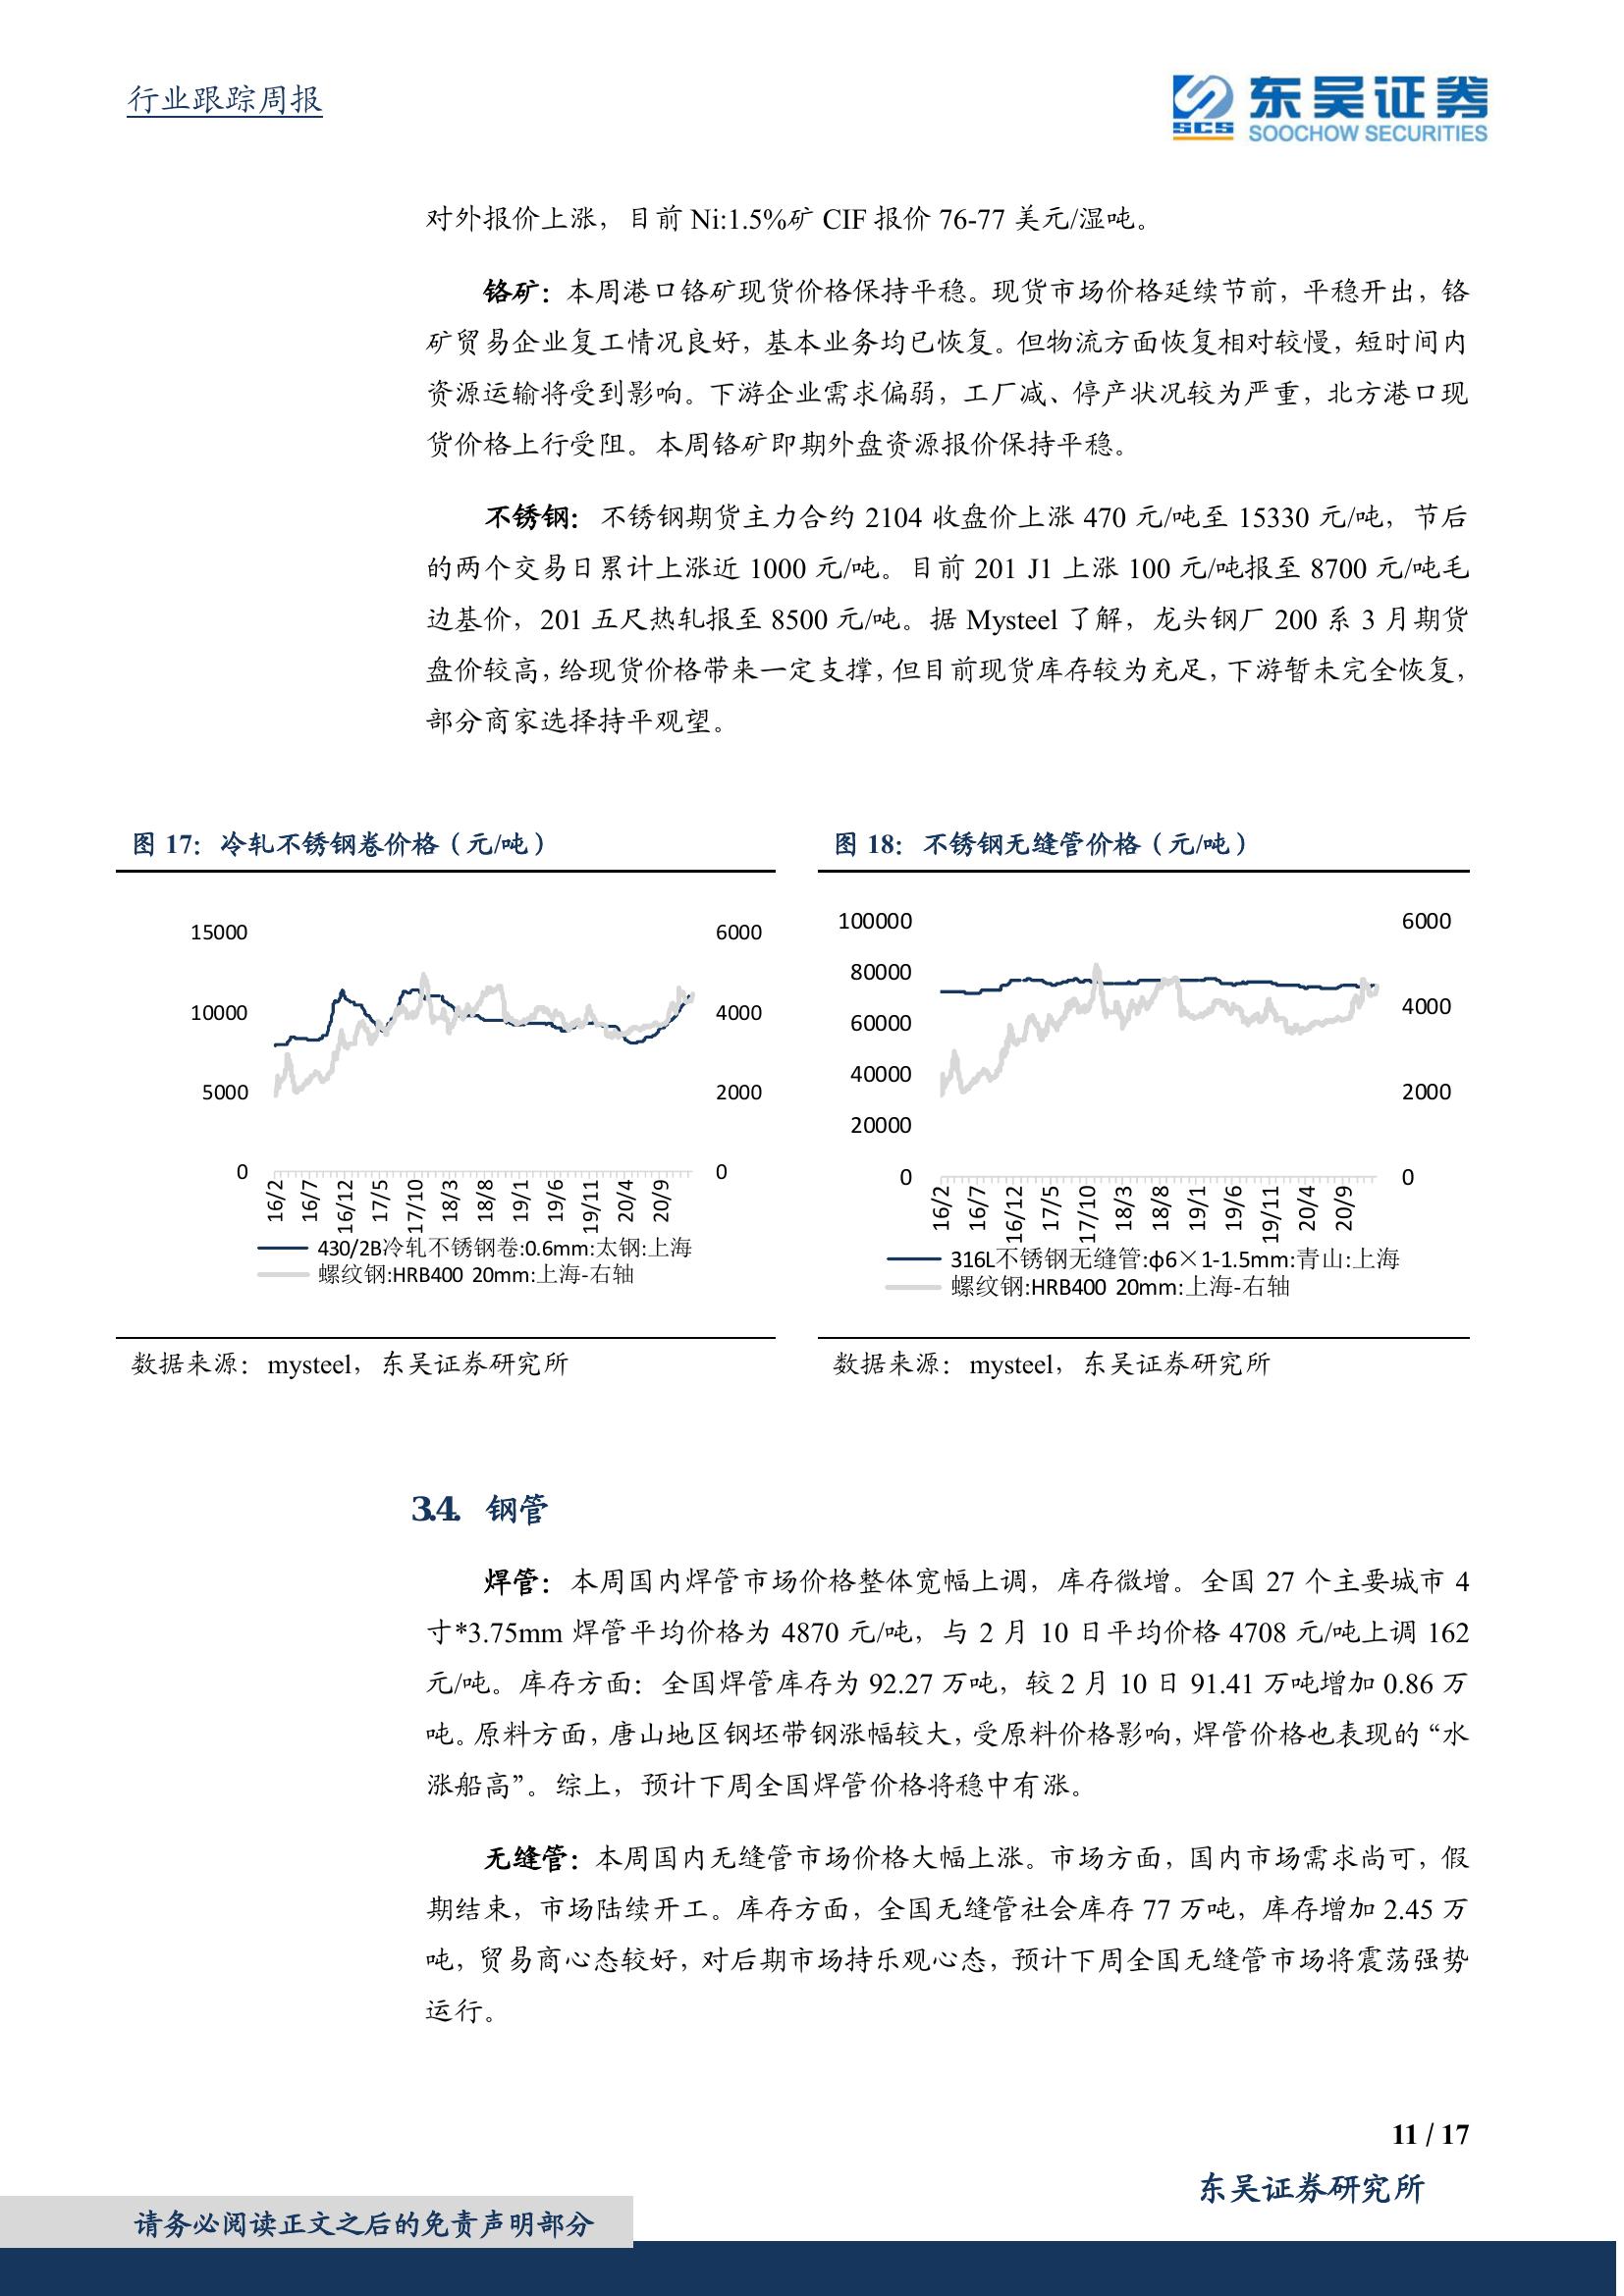 行业跟踪周报
SCS 东吴证券
SOOCHOW SECURITIES
对外报价上涨，目前 Ni:1.5%矿 CIF 报价 76-77 美元/湿吨。
铬矿：本周港口铬矿现货价格保持平稳。现货市场价格延续节前，平稳开出，铬
矿贸易企业复工情况良好，基本业务均已恢复。但物流方面恢复相对较慢，短时间内
资源运输将受到影响。下游企业需求偏弱，工厂减、停产状况较为严重，北方港口现
货价格上行受阻。本周铬矿即期外盘资源报价保持平稳。
不锈钢：不锈钢期货主力合约 2104 收盘价上涨 470 元/吨至 15330 元/吨，节后
的两个交易日累计上涨近 1000 元/吨。目前 201 J1 上涨 100 元/吨报至 8700 元/吨毛
边基价，201 五尺热轧报至 8500 元/吨。据 Mysteel 了解，龙头钢厂 200 系 3 月期货
盘价较高，给现货价格带来一定支撑，但目前现货库存较为充足，下游暂未完全恢复，
部分商家选择持平观望。
图 17：冷轧不锈钢卷价格（元/吨）
15000
10000
5000
0
6000
4000
2000
0
16/2 16/7 16/12 17/5 17/10 18/3 18/8 19/1 19/6 19/11 20/4 20/9
430/2B冷轧不锈钢卷:0.6mm:太钢:上海
螺纹钢:HRB400 20mm:上海-右轴
数据来源：mysteel，东吴证券研究所
图 18：不锈钢无缝管价格（元/吨）
100000
80000
60000
40000
20000
0
6000
4000
2000
0
16/2 16/7 16/12 17/5 17/10 18/3 18/8 19/1 19/6 19/11 20/4 20/9
316L不锈钢无缝管:φ6×1-1.5mm:青山:上海
螺纹钢:HRB400 20mm:上海-右轴
数据来源：mysteel，东吴证券研究所
3.4. 钢管
焊管：本周国内焊管市场价格整体宽幅上调，库存微增。全国 27 个主要城市 4
寸*3.75mm 焊管平均价格为 4870 元/吨，与 2 月 10 日平均价格 4708 元/吨上调 162
元/吨。库存方面：全国焊管库存为 92.27 万吨，较 2 月 10 日 91.41 万吨增加 0.86 万
吨。原料方面，唐山地区钢坯带钢涨幅较大，受原料价格影响，焊管价格也表现的“水
涨船高”。综上，预计下周全国焊管价格将稳中有涨。
无缝管：本周国内无缝管市场价格大幅上涨。市场方面，国内市场需求尚可，假
期结束，市场陆续开工。库存方面，全国无缝管社会库存 77 万吨，库存增加 2.45 万
吨，贸易商心态较好，对后期市场持乐观心态，预计下周全国无缝管市场将震荡强势
运行。
11 / 17
东吴证券研究所
请务必阅读正文之后的免责声明部分